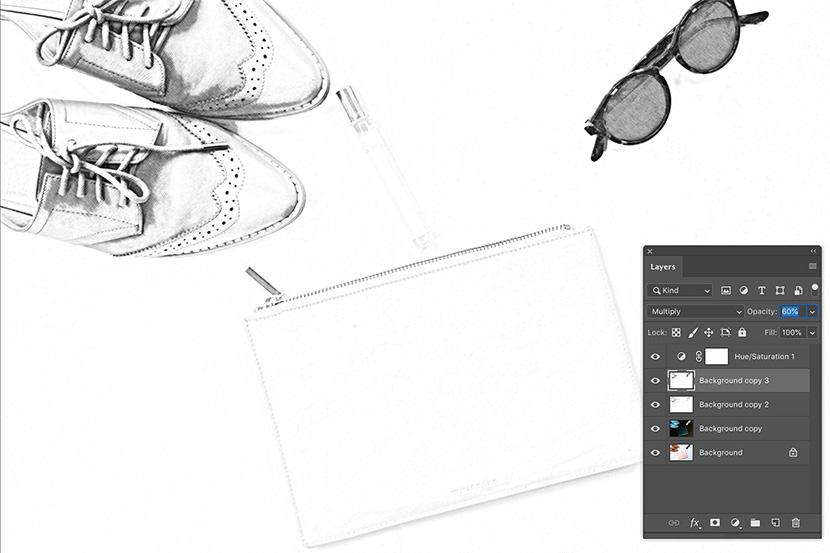 Layers
Kind
Multiply Opacity: 60%
Lock: Fill: 100%
Hue/Saturation 1
Background copy 3
Background copy 2
Background copy
Background
fx